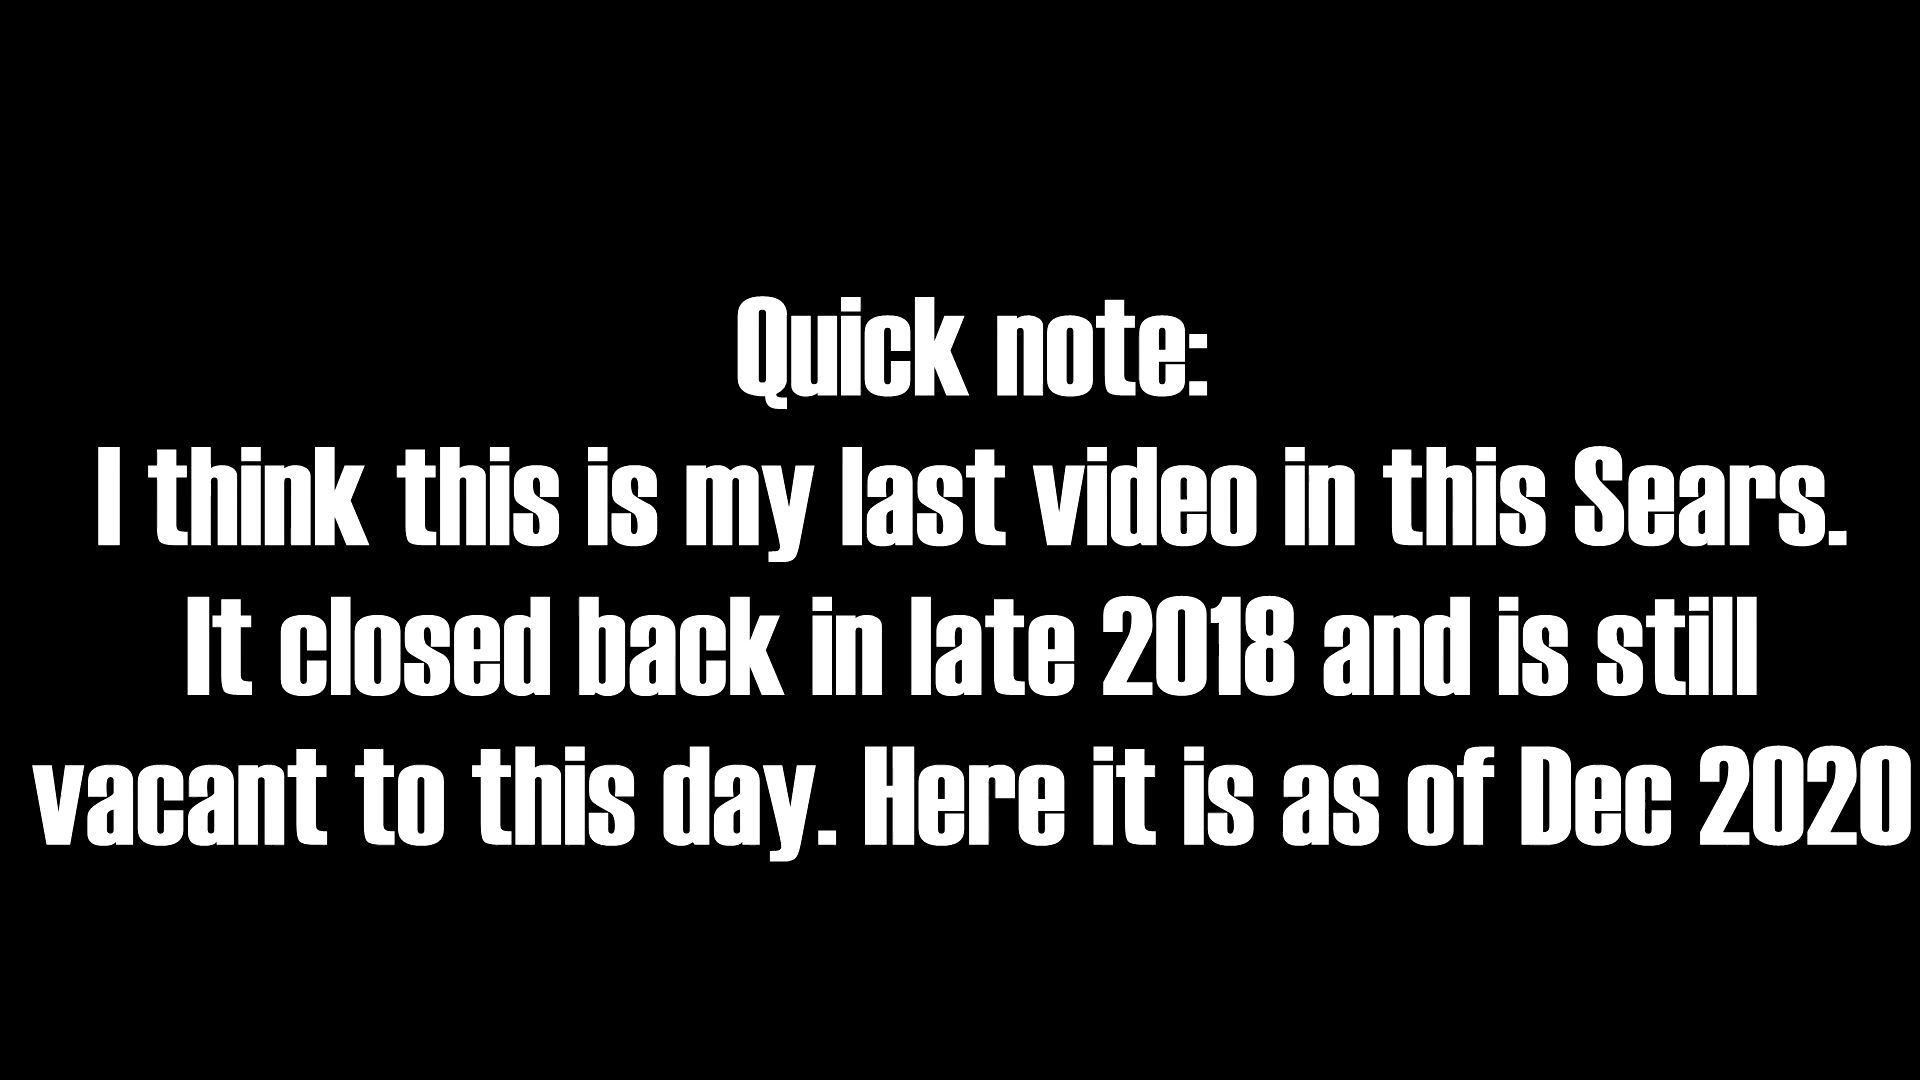 Quick note:
I think this is my last video in this Sears.
It closed back in late 2018 and is still
vacant to this day. Here it is as of Dec 2020